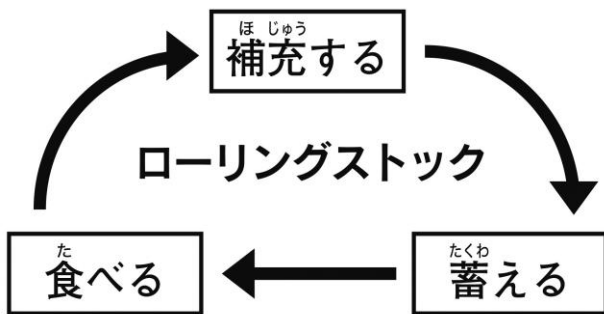 ほ じゅう
補充する
ローリングストック
た
食べる
たくわ
蓄える